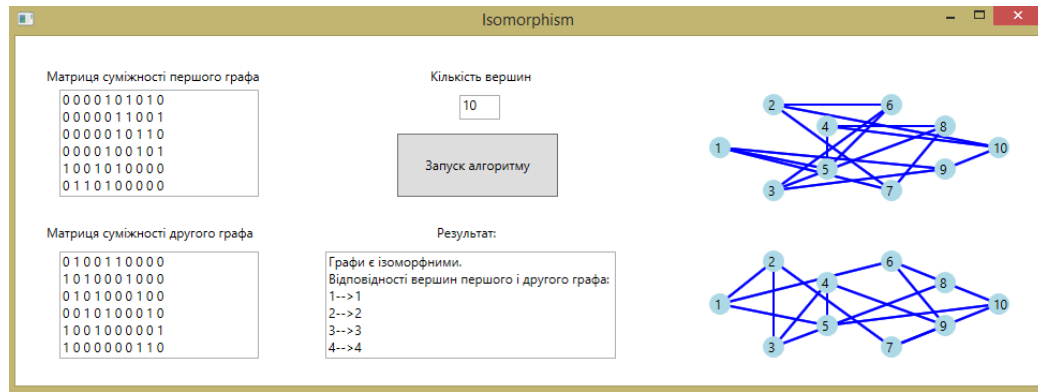 Isomorphism
Матриця суміжності першого графа
0 0 0 0 1 0 1 0 1 0
0 0 0 0 0 1 1 0 0 1
0 0 0 0 0 1 0 1 1 0
0 0 0 0 1 0 0 1 0 1
1 0 0 1 0 1 0 0 0 0
0 1 1 0 1 0 0 0 0 0
Кількість вершин
10
Запуск алгоритму
2
6
4
8
1
10
5
9
3
7
Матриця суміжності другого графа
0 1 0 0 1 1 0 0 0 0
1 0 1 0 0 0 1 0 0 0
0 1 0 1 0 0 0 1 0 0
0 0 1 0 1 0 0 0 1 0
1 0 0 1 0 0 0 0 0 1
1 0 0 0 0 0 0 1 1 0
Результат:
Графи є ізоморфними.
Відповідності вершин першого і другого графа:
1-->1
2-->2
3-->3
4-->4
2
6
4
8
1
10
5
9
3
7